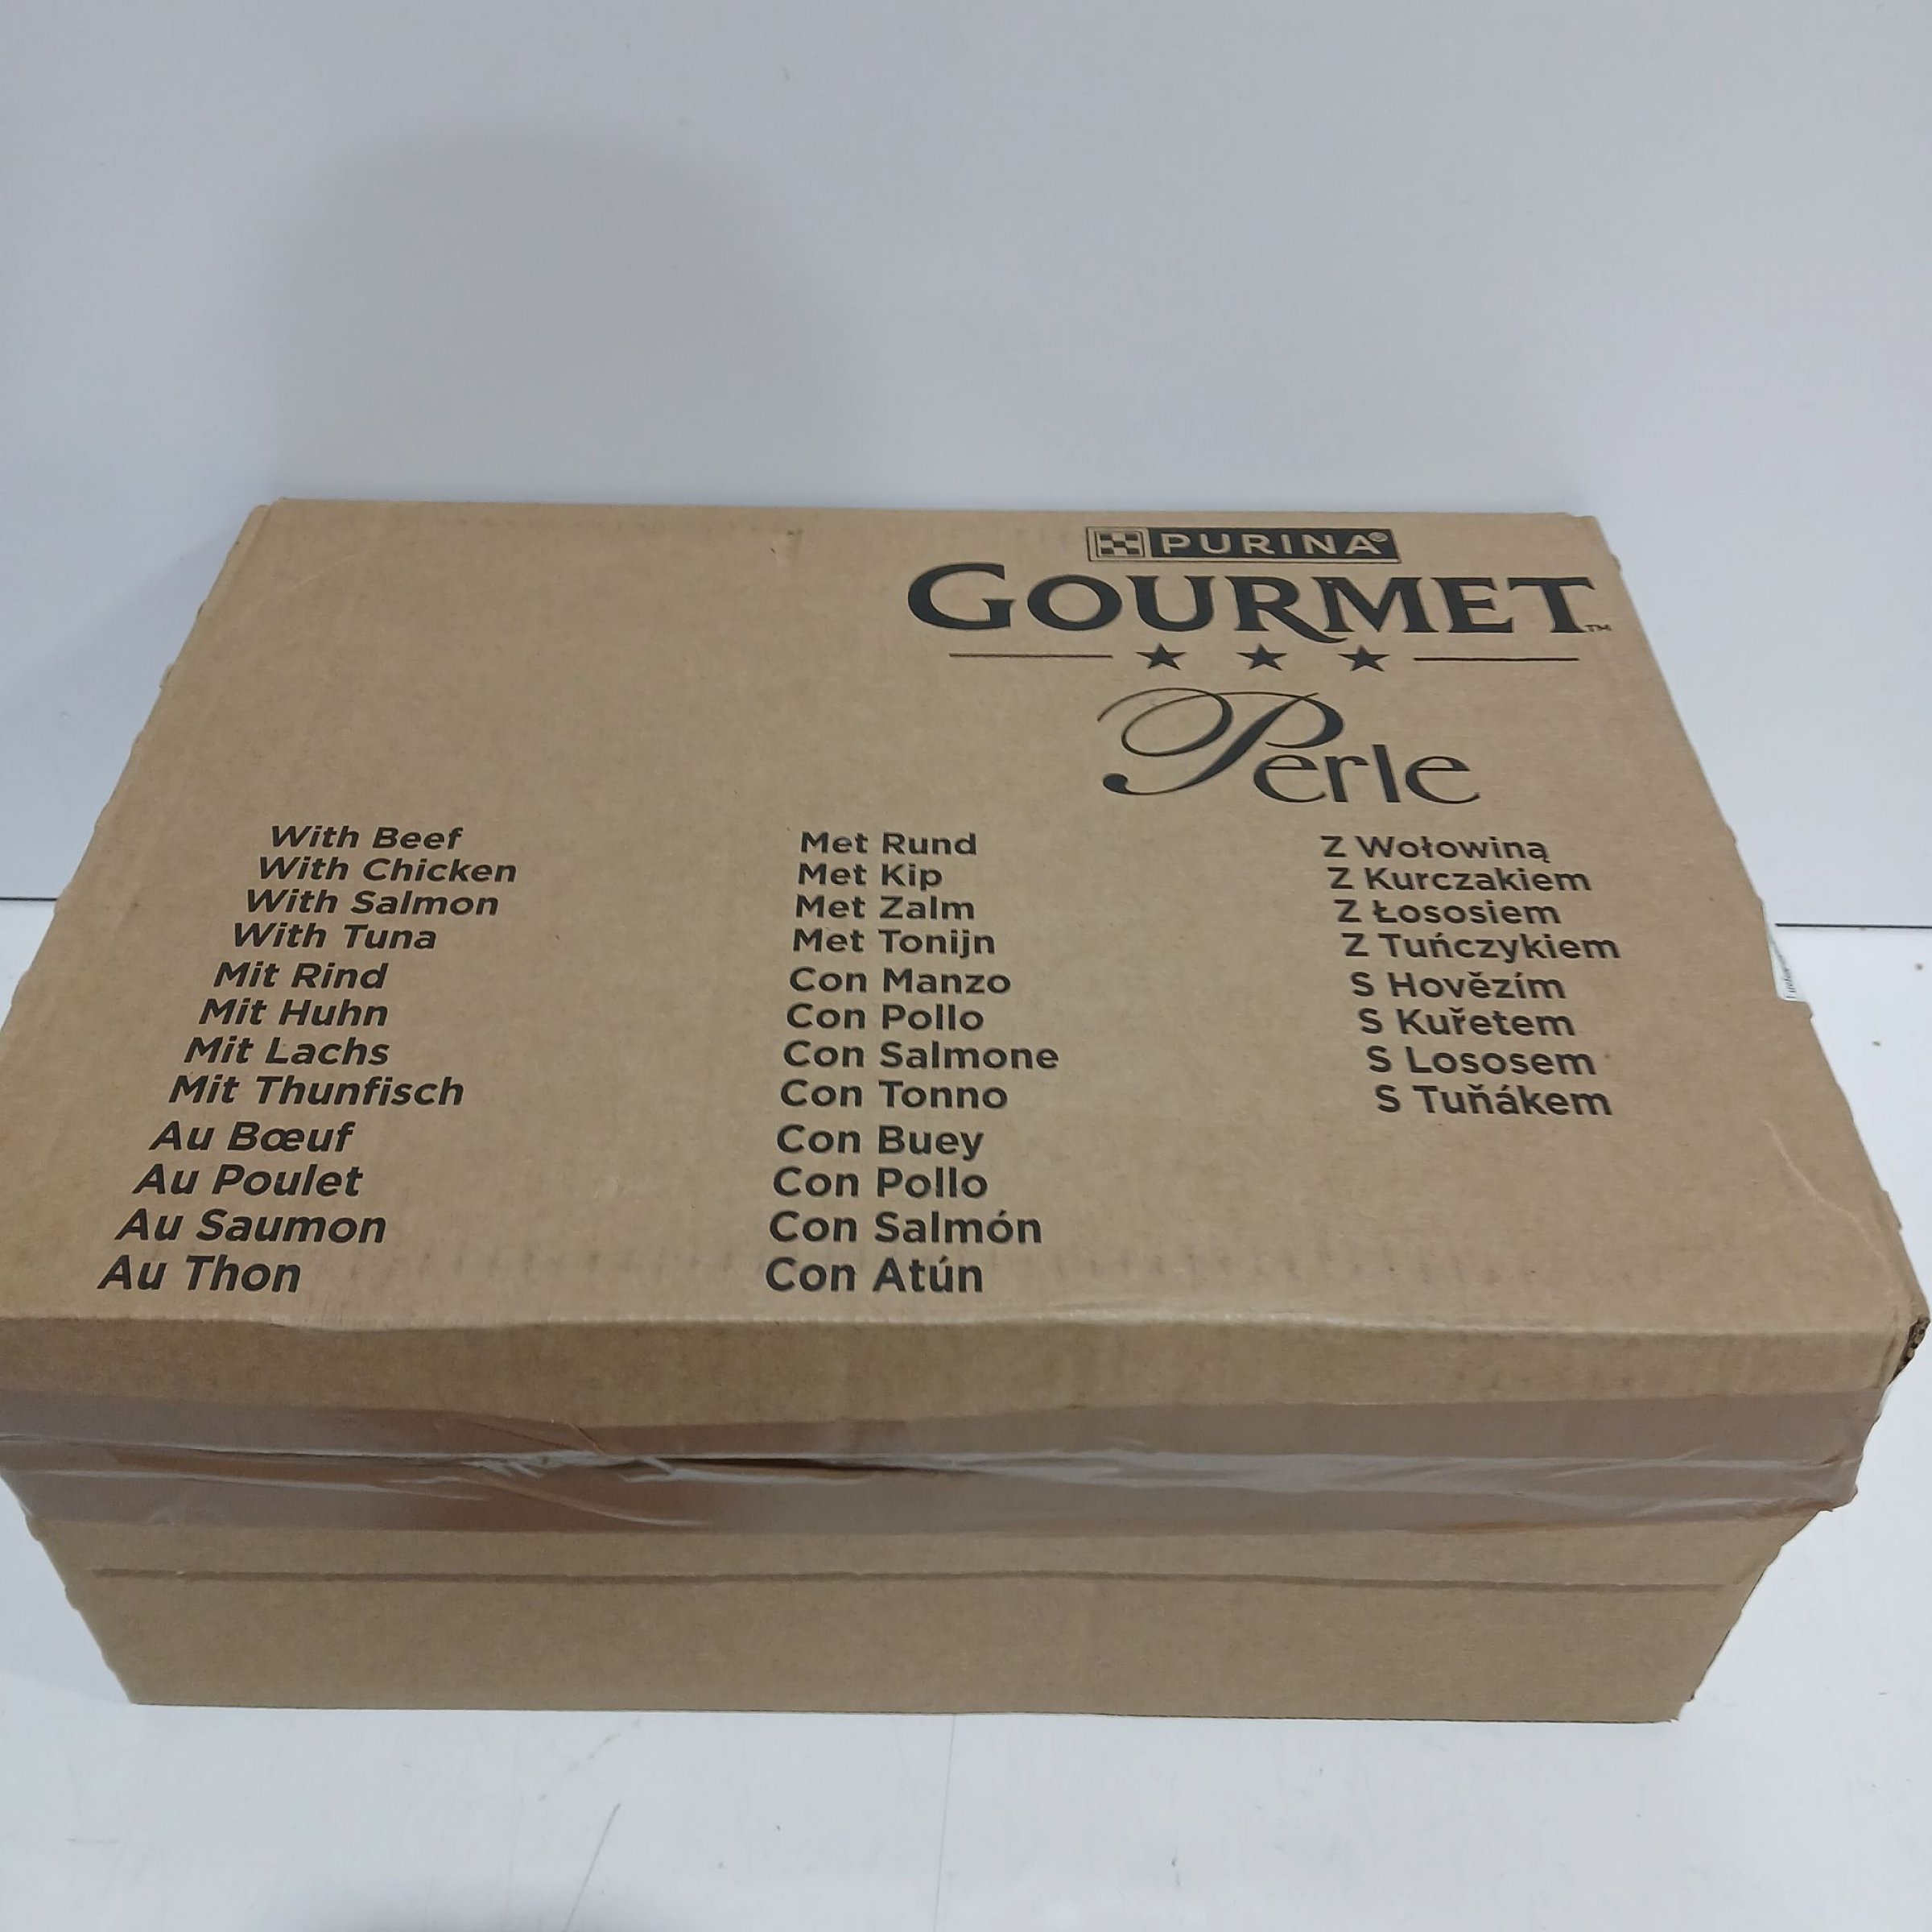 PURINA®
GOURMET™
Perle
With Beef
With Chicken
With Salmon
With Tuna
Mit Rind
Mit Huhn
Mit Lachs
Mit Thunfisch
Au Bœuf
Au Poulet
Au Saumon
Au Thon
Met Rund
Met Kip
Met Zalm
Met Tonijn
Con Manzo
Con Pollo
Con Salmone
Con Tonno
Con Buey
Con Pollo
Con Salmón
Con Atún
Z Wołowiną
Z Kurczakiem
Z Łososiem
Z Tuńczykiem
S Hovězím
S Kuřetem
S Lososem
S Tuňákem